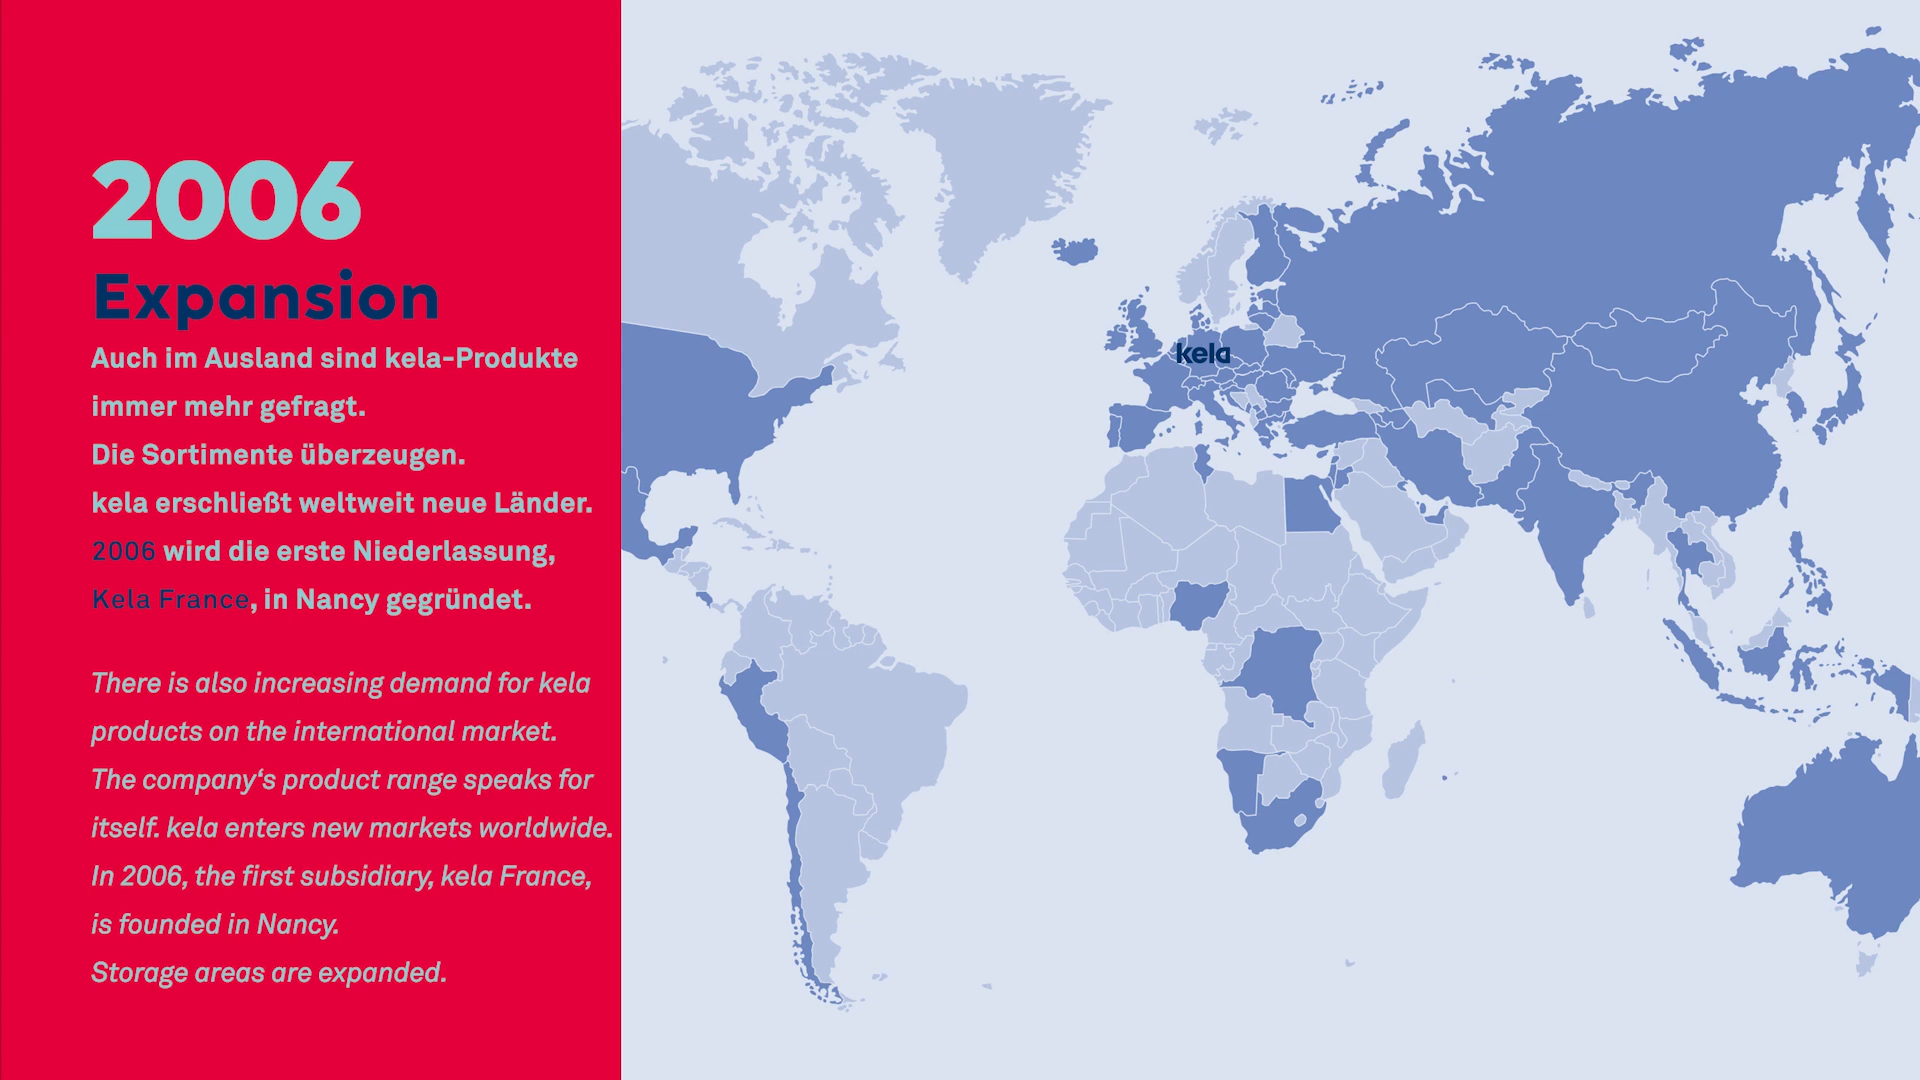 2006
Expansion
Auch im Ausland sind kela-Produkte
immer mehr gefragt.
Die Sortimente überzeugen.
kela erschließt weltweit neue Länder.
2006 wird die erste Niederlassung,
Kela France, in Nancy gegründet.
There is also increasing demand for kela
products on the international market.
The company‘s product range speaks for
itself. kela enters new markets worldwide.
In 2006, the first subsidiary, kela France,
is founded in Nancy.
Storage areas are expanded.
kela